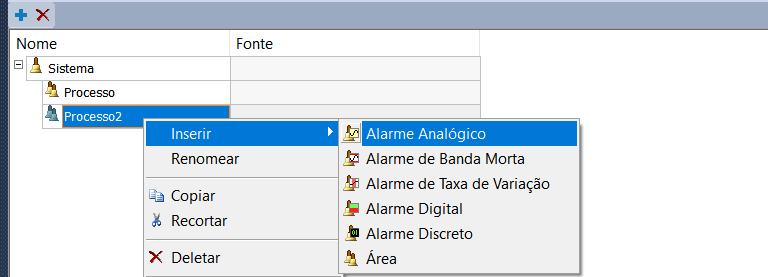 Nome Fonte
Sistema
Processo
Processo2
Inserir
Renomear
Copiar
Recortar
Deletar
Alarme Analógico
Alarme de Banda Morta
Alarme de Taxa de Variação
Alarme Digital
Alarme Discreto
Área